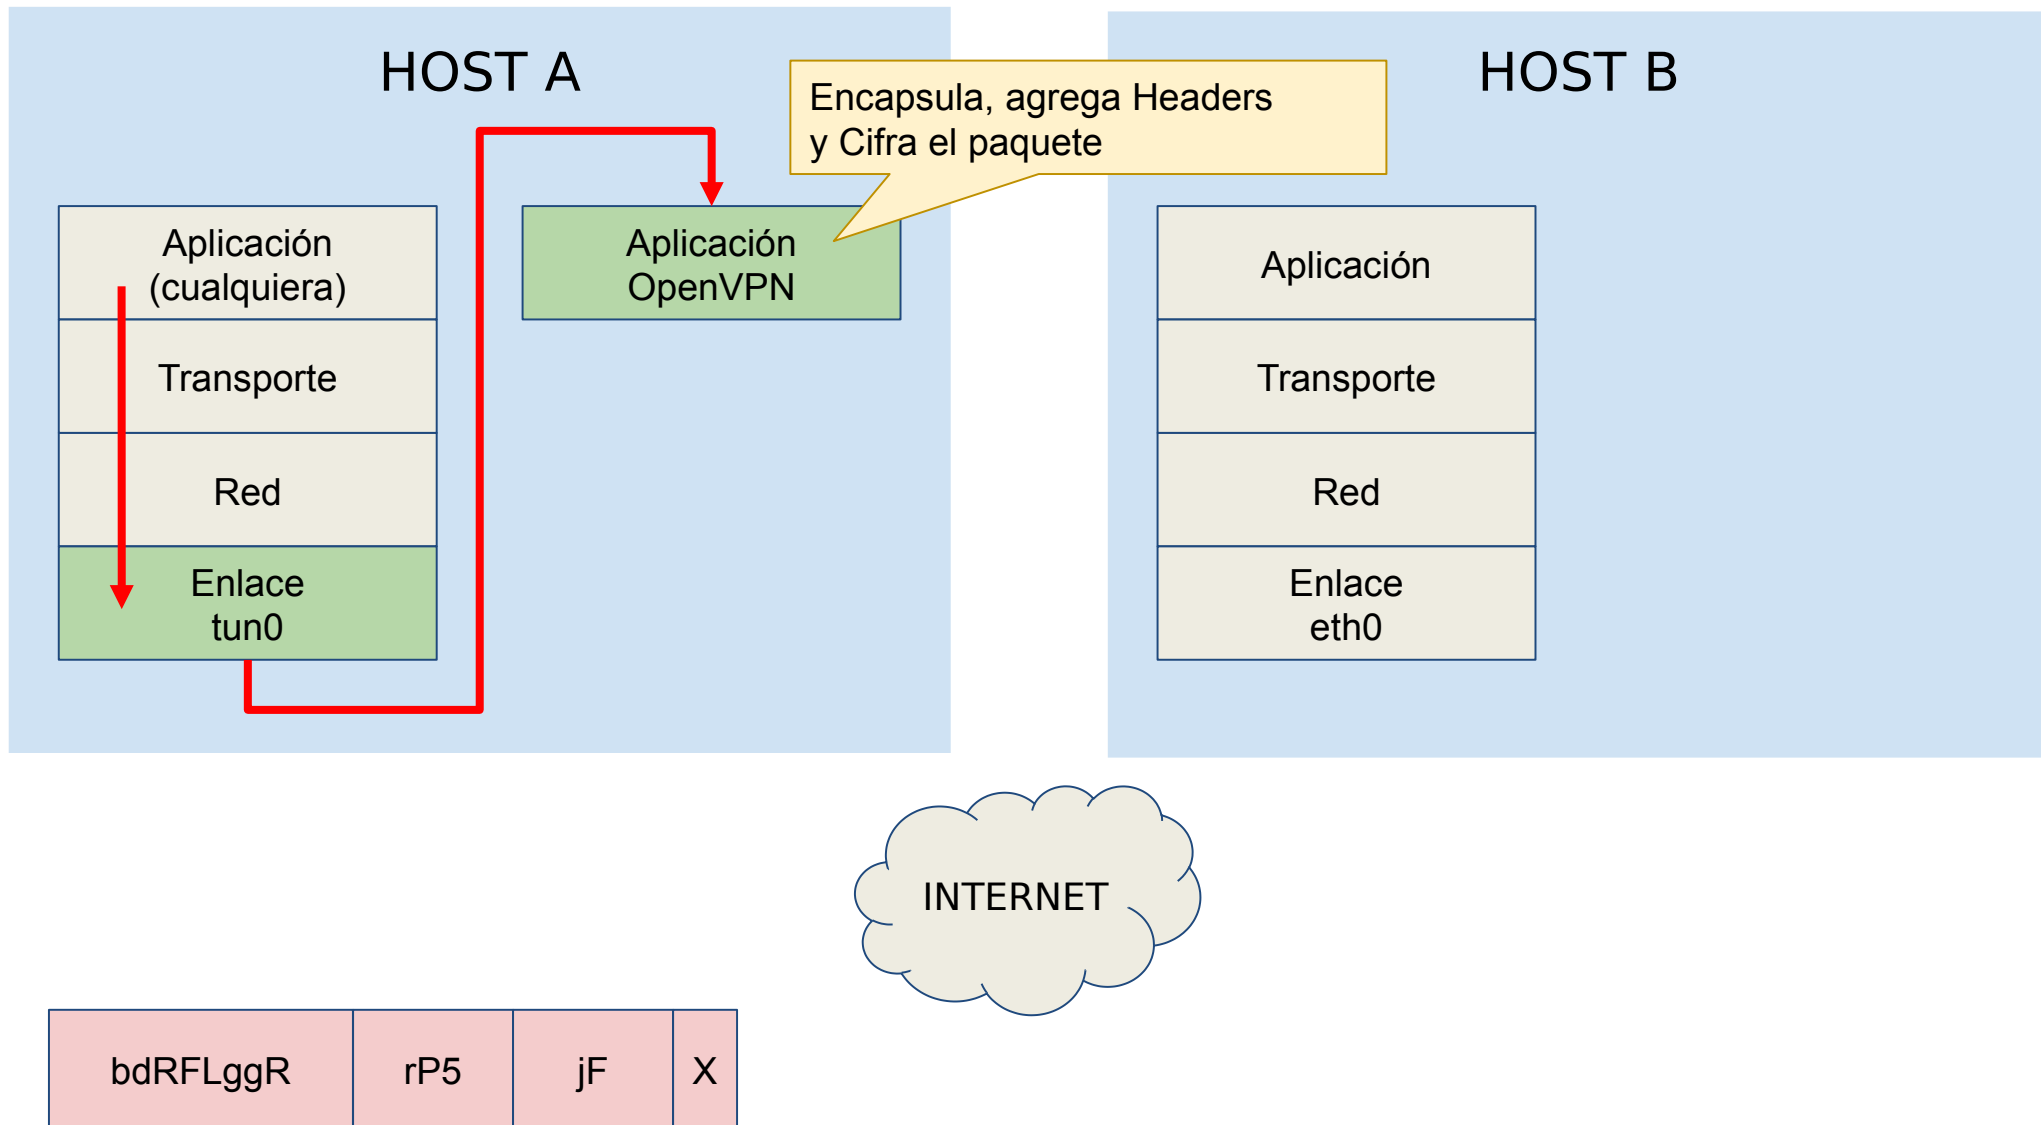 HOST A
HOST B
Encapsula, agrega Headers
y Cifra el paquete
Aplicación
(cualquiera)
Transporte
Red
Enlace
tun0
Aplicación
OpenVPN
Aplicación
Transporte
Red
Enlace
eth0
INTERNET
bdRFLggR
rP5
jF
X